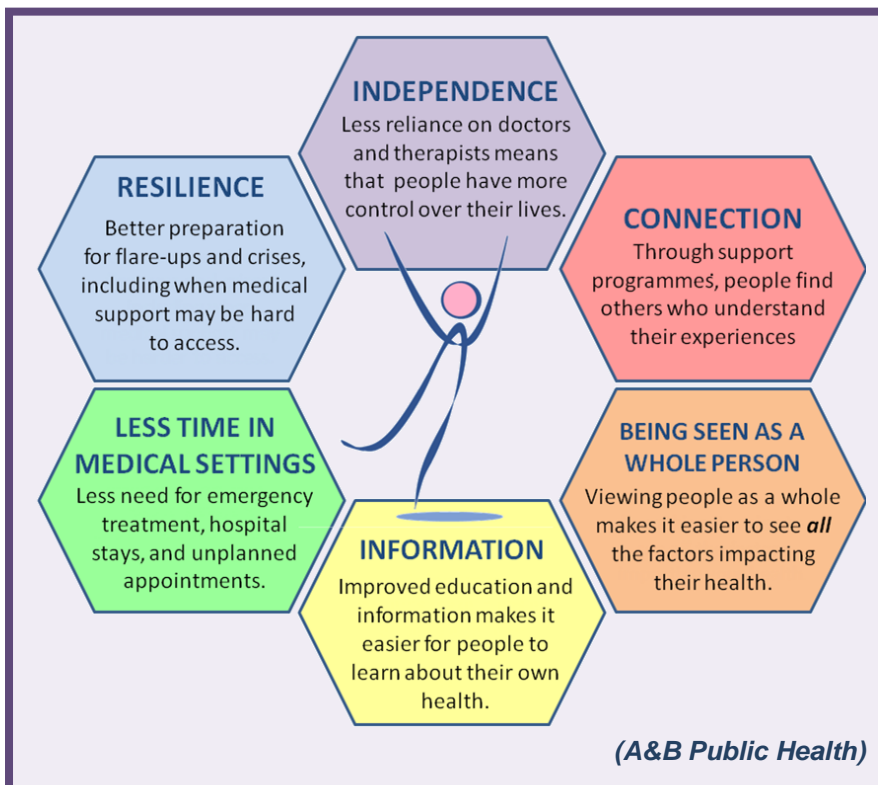 INDEPENDENCE
Less reliance on doctors
and therapists means
that people have more
control over their lives.
RESILIENCE
Better preparation
for flare-ups and crises,
including when medical
support may be hard
to access.
CONNECTION
Through support
programmes, people find
others who understand
their experiences
LESS TIME IN
MEDICAL SETTINGS
Less need for emergency
treatment, hospital
stays, and unplanned
appointments.
BEING SEEN AS A
WHOLE PERSON
Viewing people as a whole
makes it easier to see all
the factors impacting
their health.
INFORMATION
Improved education and
information makes it
easier for people to
learn about their own
health.
(A&B Public Health)